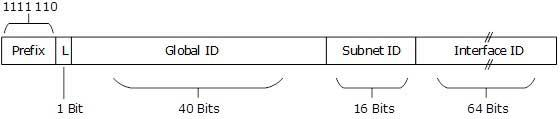 1111 110
Prefix L Global ID Subnet ID Interface ID
1 Bit 40 Bits 16 Bits 64 Bits